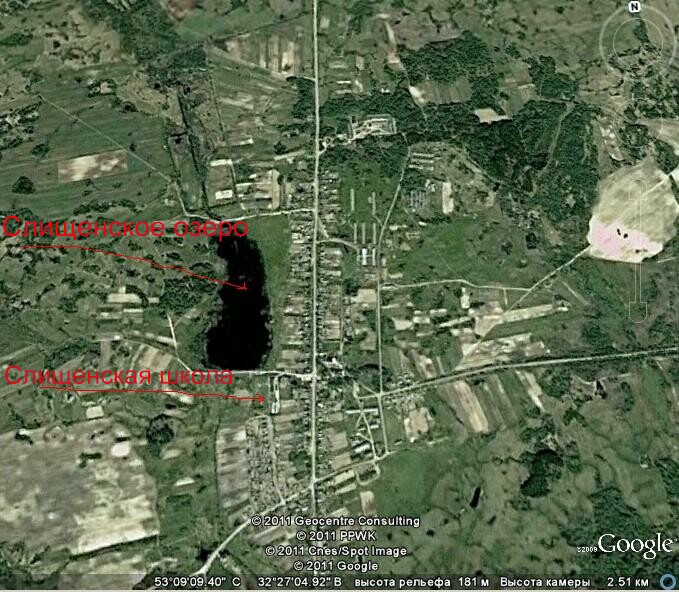 N
Слищенское озеро
Слищенская школа
© 2011 Geocentre Consulting
© 2011 PPWK
© 2011 Cnes/Spot Image
© 2011 Google
©2009 Google
53°09'09.40" С 32°27'04.92" В высота рельефа 181 м Высота камеры 2.51 км